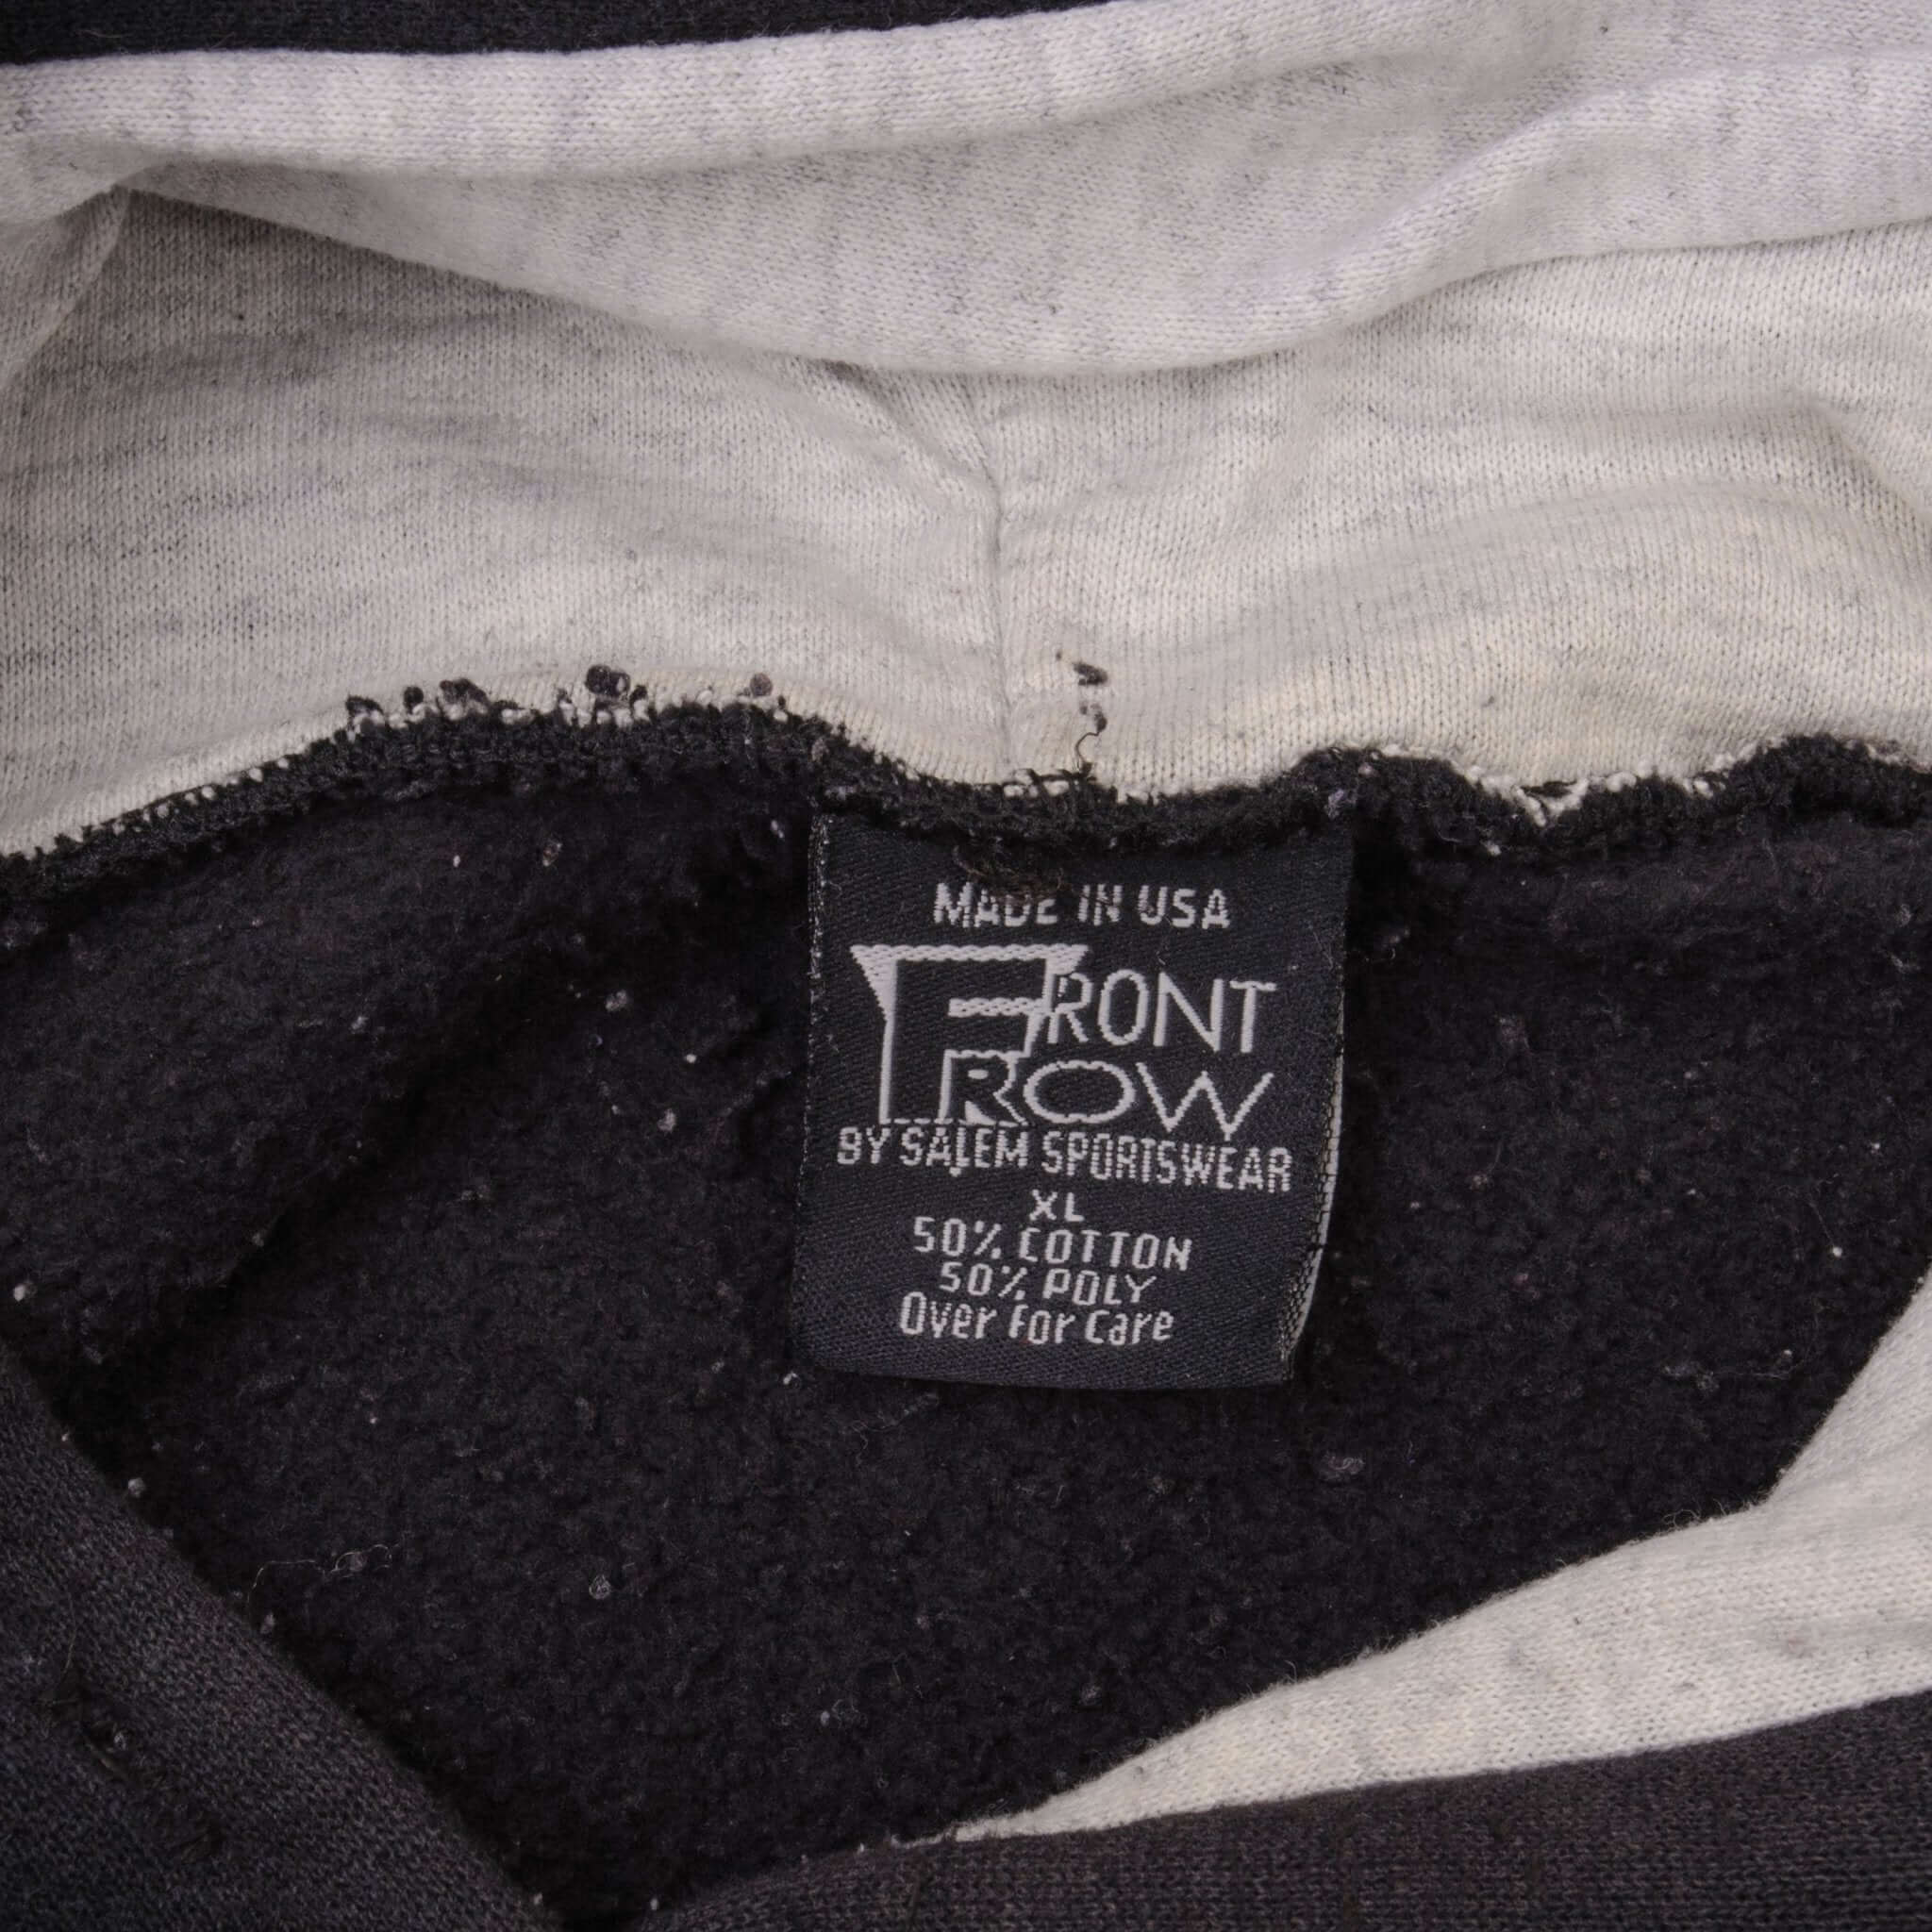 MADE IN USA
FRONT
ROW
BY SALEM SPORTSWEAR
XL
50% COTTON
50% POLY
Over For Care